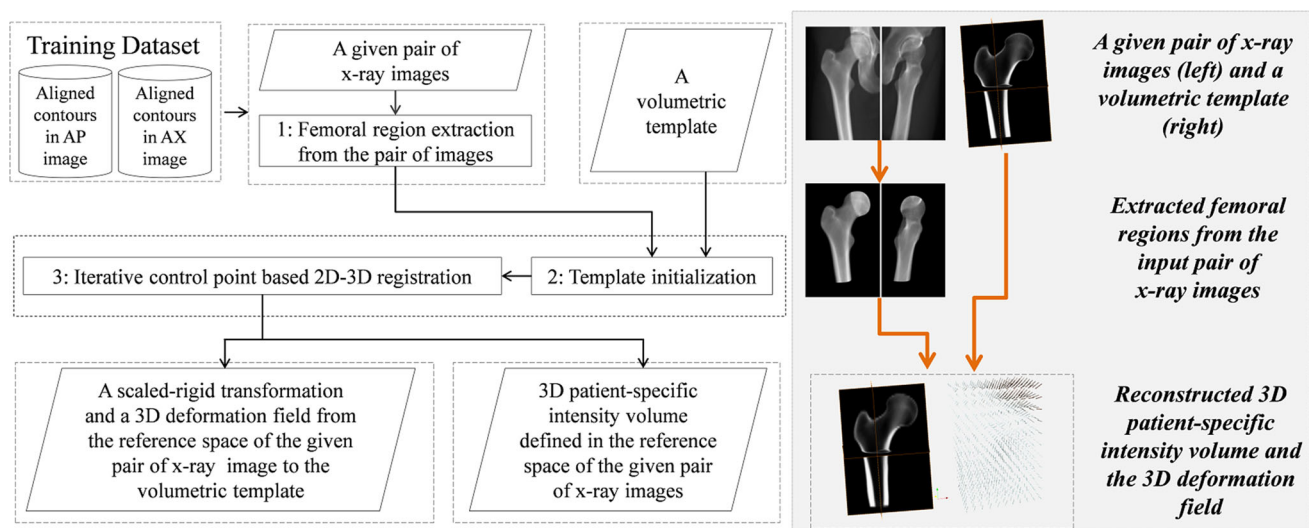 Training Dataset
Aligned
contours
in AP
image
Aligned
contours
in AX
image
A given pair of
x-ray images
1: Femoral region extraction
from the pair of images
A
volumetric
template
3: Iterative control point based 2D-3D registration
2: Template initialization
A scaled-rigid transformation
and a 3D deformation field from
the reference space of the given
pair of x-ray image to the
volumetric template
3D patient-specific
intensity volume
defined in the reference
space of the given pair
of x-ray images
A given pair of x-ray
images (left) and a
volumetric template
(right)
Extracted femoral
regions from the
input pair of
x-ray images
Reconstructed 3D
patient-specific
intensity volume and
the 3D deformation
field